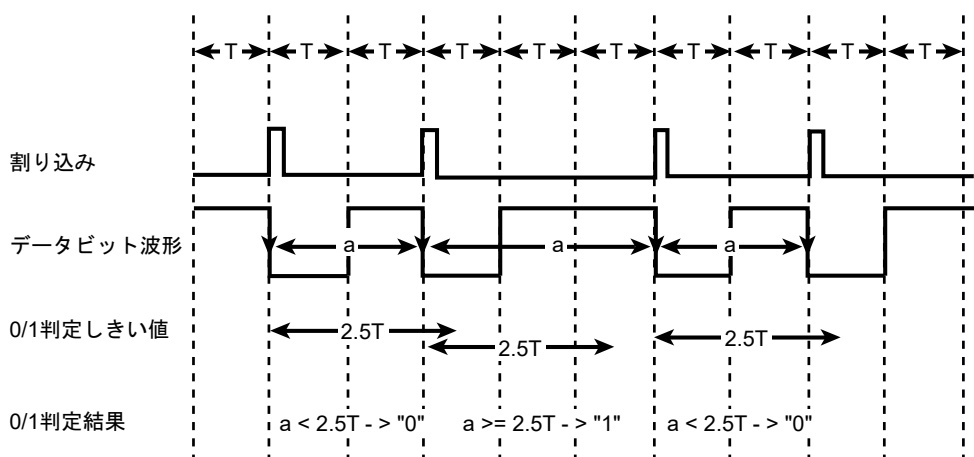 T T T T T T T T T T
割り込み
データビット波形 a a a
0/1判定しきい値 2.5T 2.5T 2.5T
0/1判定結果 a < 2.5T - > "0" a >= 2.5T - > "1" a < 2.5T - > "0"